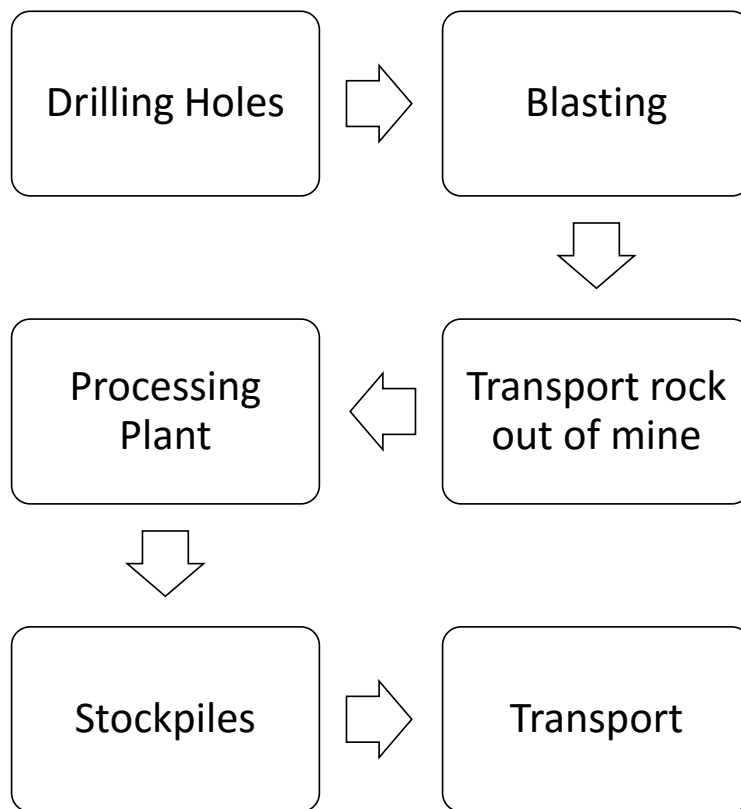 Drilling Holes
Blasting
Transport rock
out of mine
Processing
Plant
Stockpiles
Transport